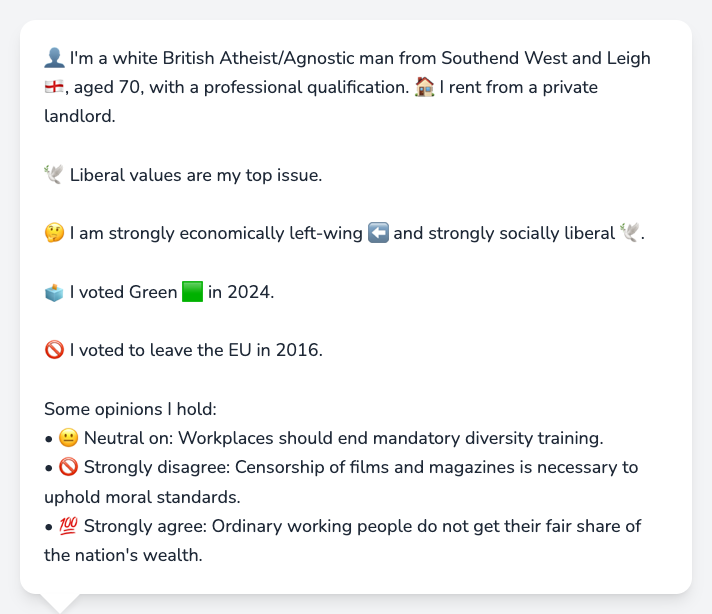 👤 I'm a white British Atheist/Agnostic man from Southend West and Leigh
🏴󠁧󠁢󠁥󠁮󠁧󠁿, aged 70, with a professional qualification. 🏠 I rent from a private
landlord.
🕊️ Liberal values are my top issue.
🤔 I am strongly economically left-wing ⬅️ and strongly socially liberal 🕊️.
🗳️ I voted Green 🟩 in 2024.
🚫 I voted to leave the EU in 2016.
Some opinions I hold:
• 😐 Neutral on: Workplaces should end mandatory diversity training.
• 🚫 Strongly disagree: Censorship of films and magazines is necessary to
uphold moral standards.
• 💯 Strongly agree: Ordinary working people do not get their fair share of
the nation's wealth.